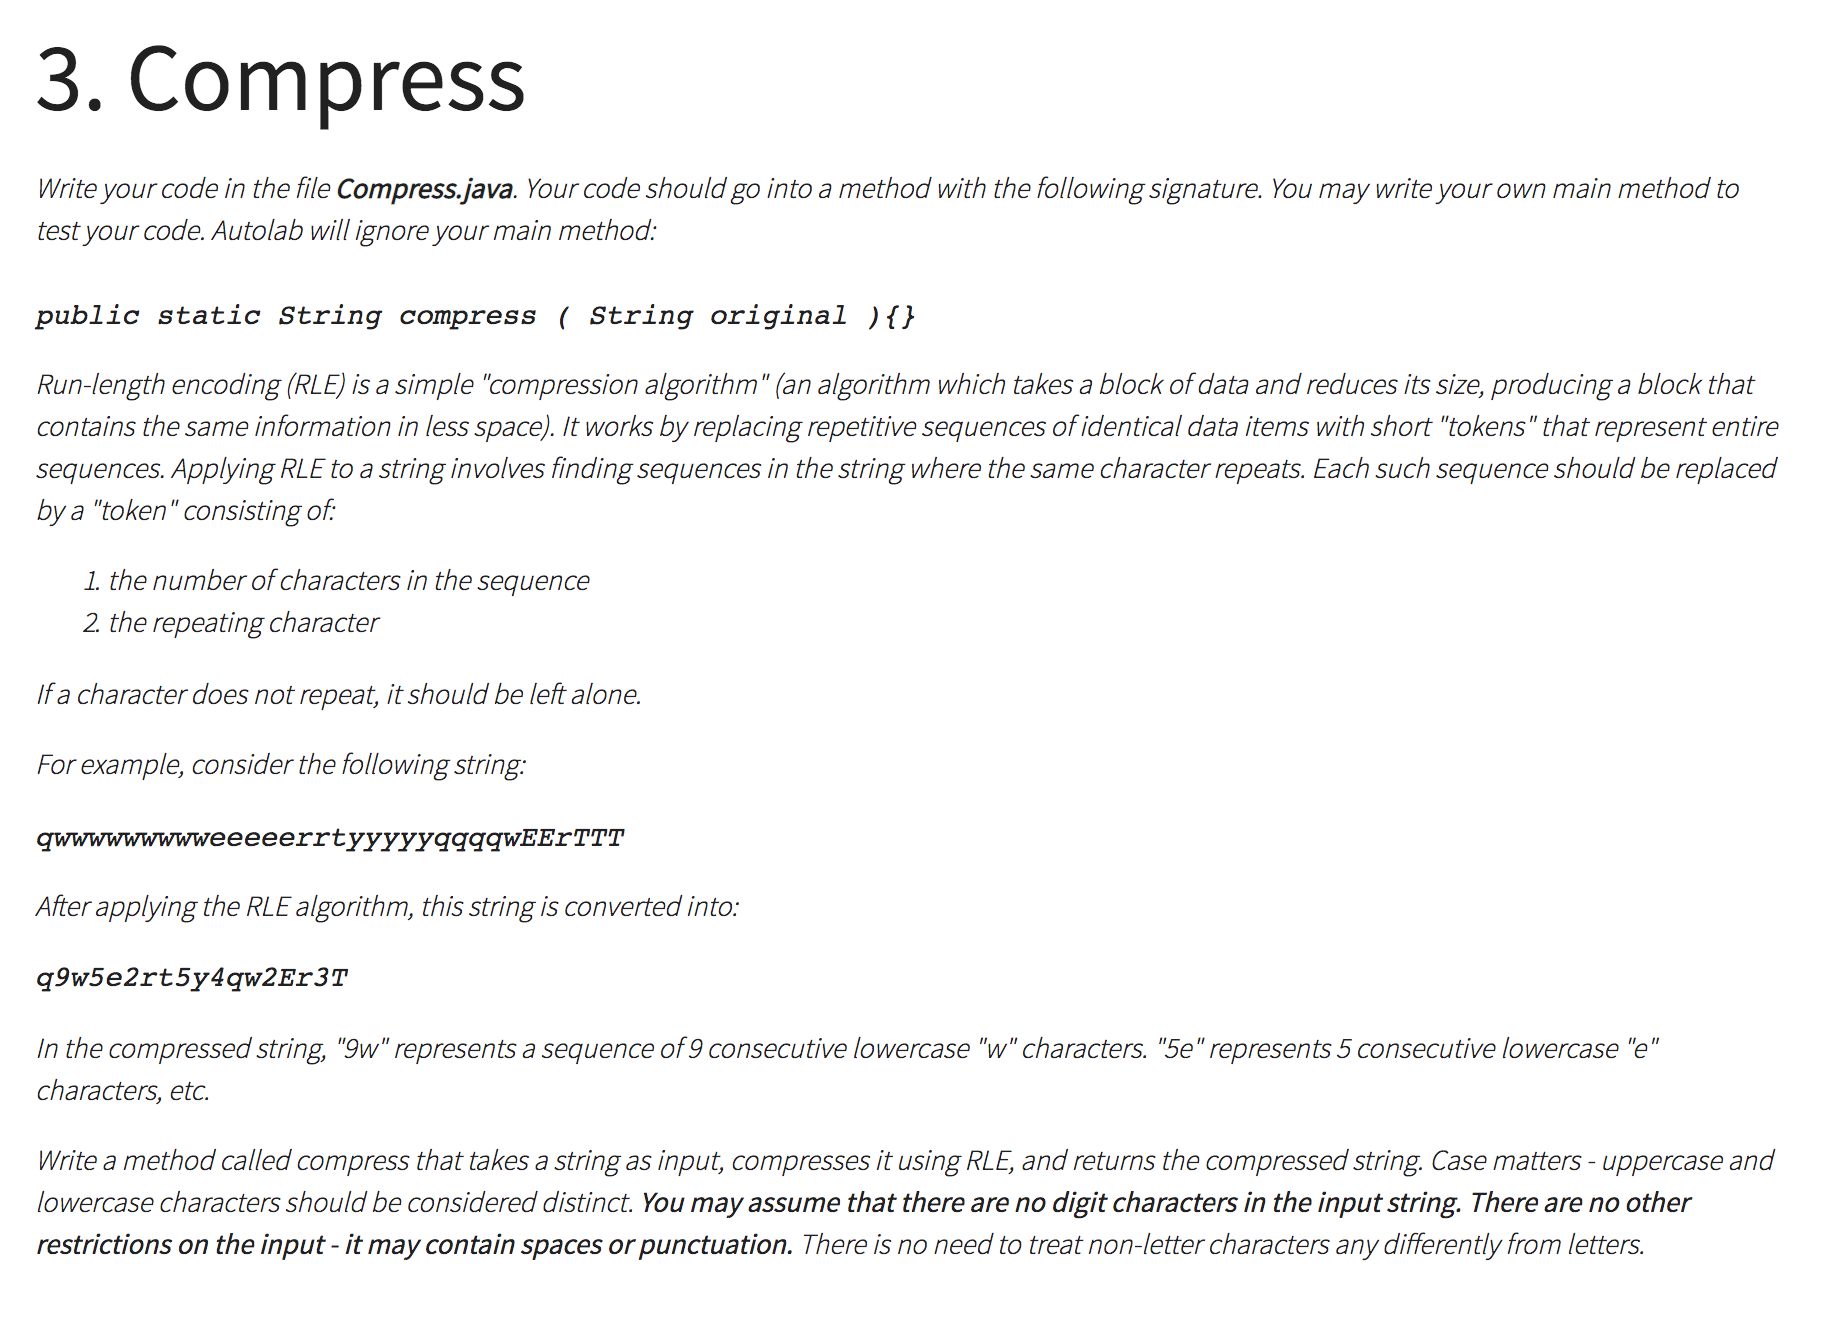 3. Compress
Write your code in the file Compress.java. Your code should go into a method with the following signature. You may write your own main method to
test your code. Autolab will ignore your main method:
public static String compress ( String original ){}
Run-length encoding (RLE) is a simple "compression algorithm" (an algorithm which takes a block of data and reduces its size, producing a block that
contains the same information in less space). It works by replacing repetitive sequences of identical data items with short "tokens" that represent entire
sequences. Applying RLE to a string involves finding sequences in the string where the same character repeats. Each such sequence should be replaced
by a "token" consisting of:
1. the number of characters in the sequence
2. the repeating character
If a character does not repeat, it should be left alone.
For example, consider the following string:
qwwwwwwwwweeeeerrtyyyyyqqqqwEErTTT
After applying the RLE algorithm, this string is converted into:
q9w5e2rt5y4qw2Er3T
In the compressed string, "9w" represents a sequence of 9 consecutive lowercase "w" characters. "5e" represents 5 consecutive lowercase "e"
characters, etc.
Write a method called compress that takes a string as input, compresses it using RLE, and returns the compressed string. Case matters - uppercase and
lowercase characters should be considered distinct. You may assume that there are no digit characters in the input string. There are no other
restrictions on the input - it may contain spaces or punctuation. There is no need to treat non-letter characters any differently from letters.